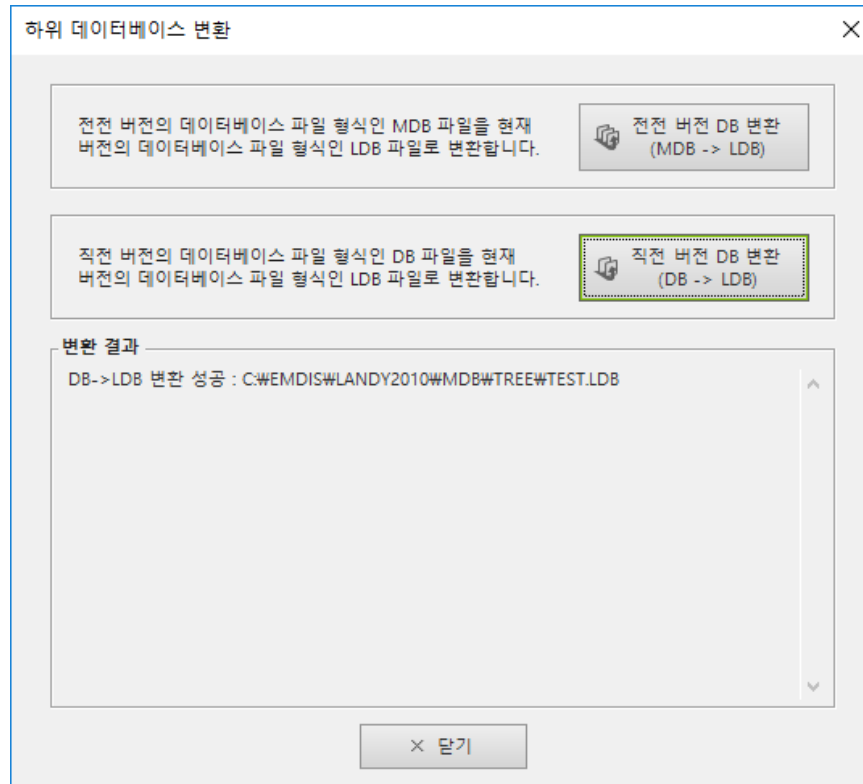 하위 데이터베이스 변환
전전 버전의 데이터베이스 파일 형식인 MDB 파일을 현재
버전의 데이터베이스 파일 형식인 LDB 파일로 변환합니다.
전전 버전 DB 변환
(MDB -> LDB)
직전 버전의 데이터베이스 파일 형식인 DB 파일을 현재
버전의 데이터베이스 파일 형식인 LDB 파일로 변환합니다.
직전 버전 DB 변환
(DB -> LDB)
변환 결과
DB->LDB 변환 성공 : C:₩EMDIS₩LANDY2010₩MDB₩TREE₩TEST.LDB
닫기